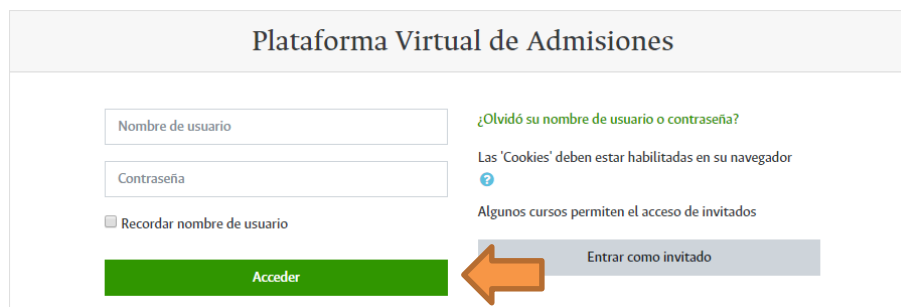 Plataforma Virtual de Admisiones
Nombre de usuario
Contraseña
Recordar nombre de usuario
Acceder
¿Olvidó su nombre de usuario o contraseña?
Las 'Cookies' deben estar habilitadas en su navegador
?
Algunos cursos permiten el acceso de invitados
Entrar como invitado